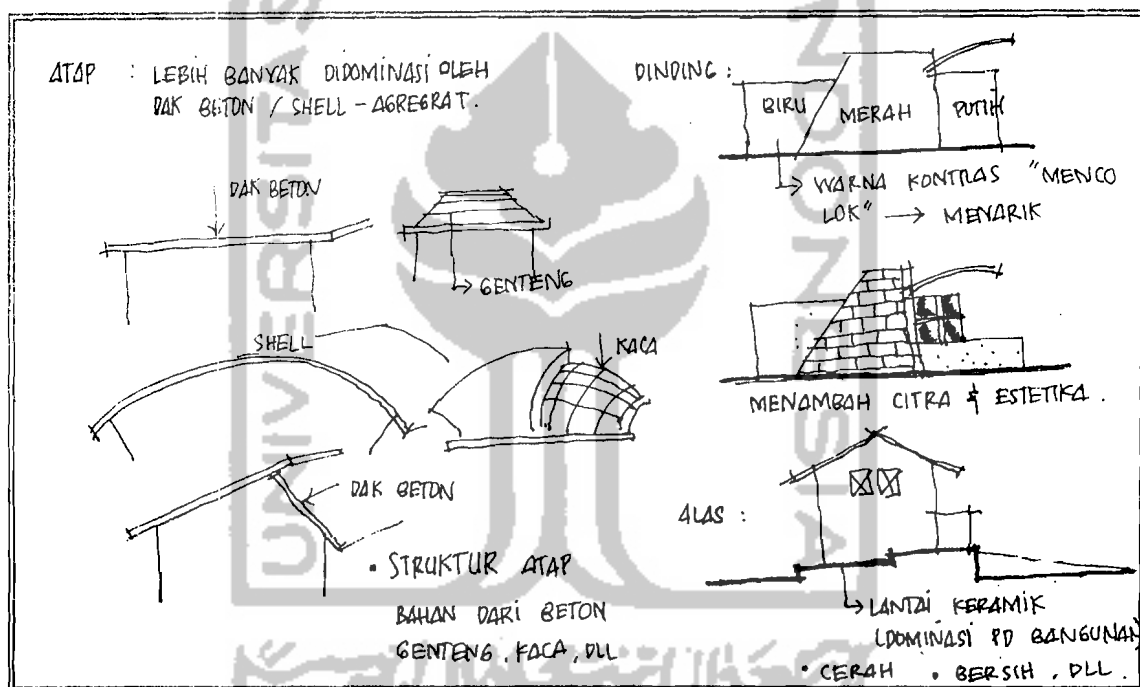 ATAP : LEBIH BANYAK DIDOMINASI OLEH
DAK BETON / SHELL - AGREGRAT.
DAK BETON
GENTENG
SHELL
KACA
DAK BETON
• STRUKTUR ATAP
BAHAN DARI BETON
GENTENG, KACA, DLL
DINDING :
BIRU
MERAH
PUTIH
WARNA KONTRAS "MENCO
LOK" → MENARIK
MENAMBAH CITRA & ESTETIKA.
ALAS :
LANTAI KERAMIK
(DOMINASI PD BANGUNAN)
• CERAH • BERSIH, DLL.
UNIVERSITAS
INDONESIA